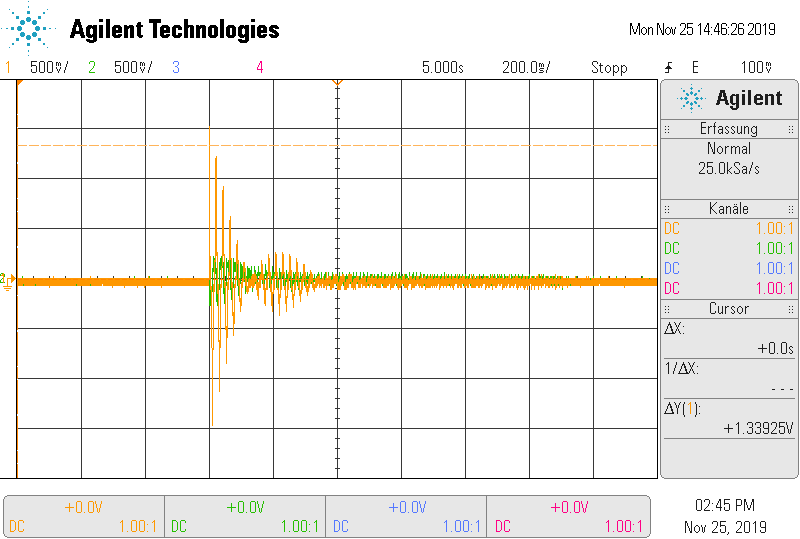 Agilent Technologies
Mon Nov 25 14:46:26 2019
1 500mV/ 2 500mV/ 3 4 5.000s 200.0ms/ Stopp E 100mV
Agilent
Erfassung
Normal
25.0kSa/s
Kanäle
DC 1.00:1
DC 1.00:1
DC 1.00:1
DC 1.00:1
Cursor
ΔX:
+0.0s
1/ΔX:
- - -
ΔY(1):
+1.33925V
2
+0.0V +0.0V +0.0V +0.0V
DC 1.00:1 DC 1.00:1 DC 1.00:1 DC 1.00:1
02:45 PM
Nov 25, 2019